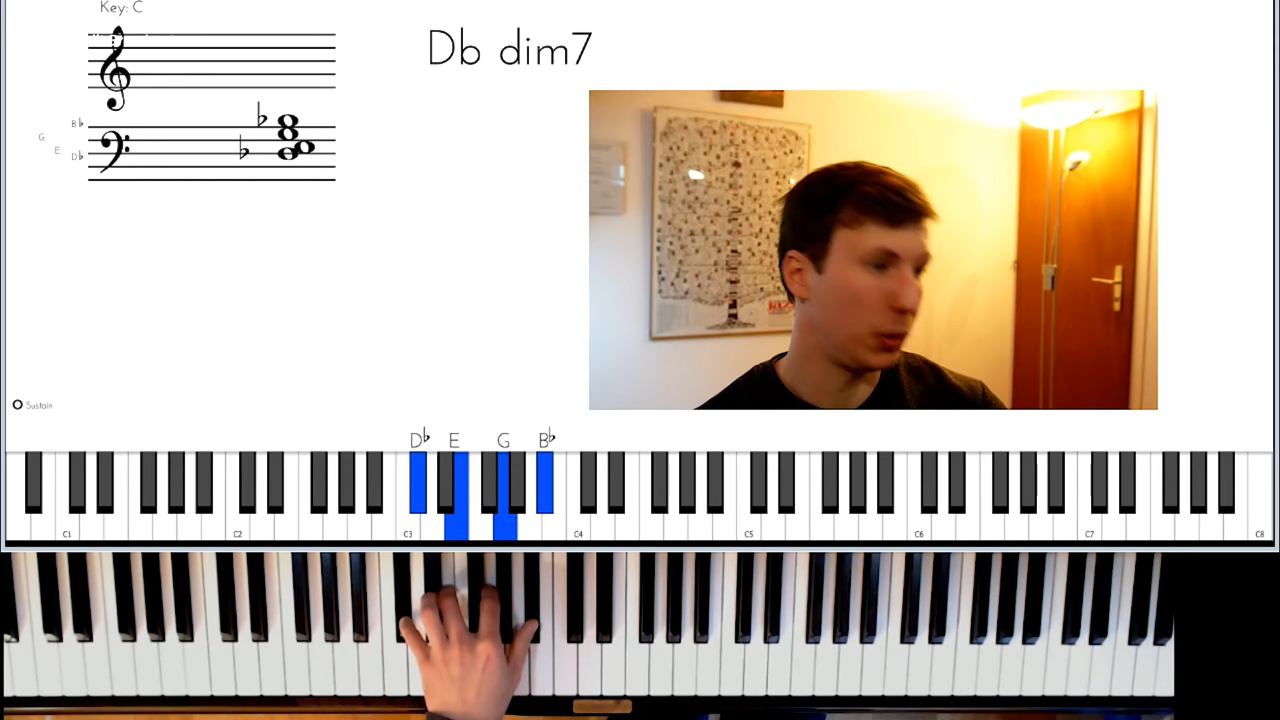 Key: C
Db dim7
B♭
G
E
D♭
Sustain
D♭ E G B♭
C1 C2 C3 C4 C5 C6 C7 C8